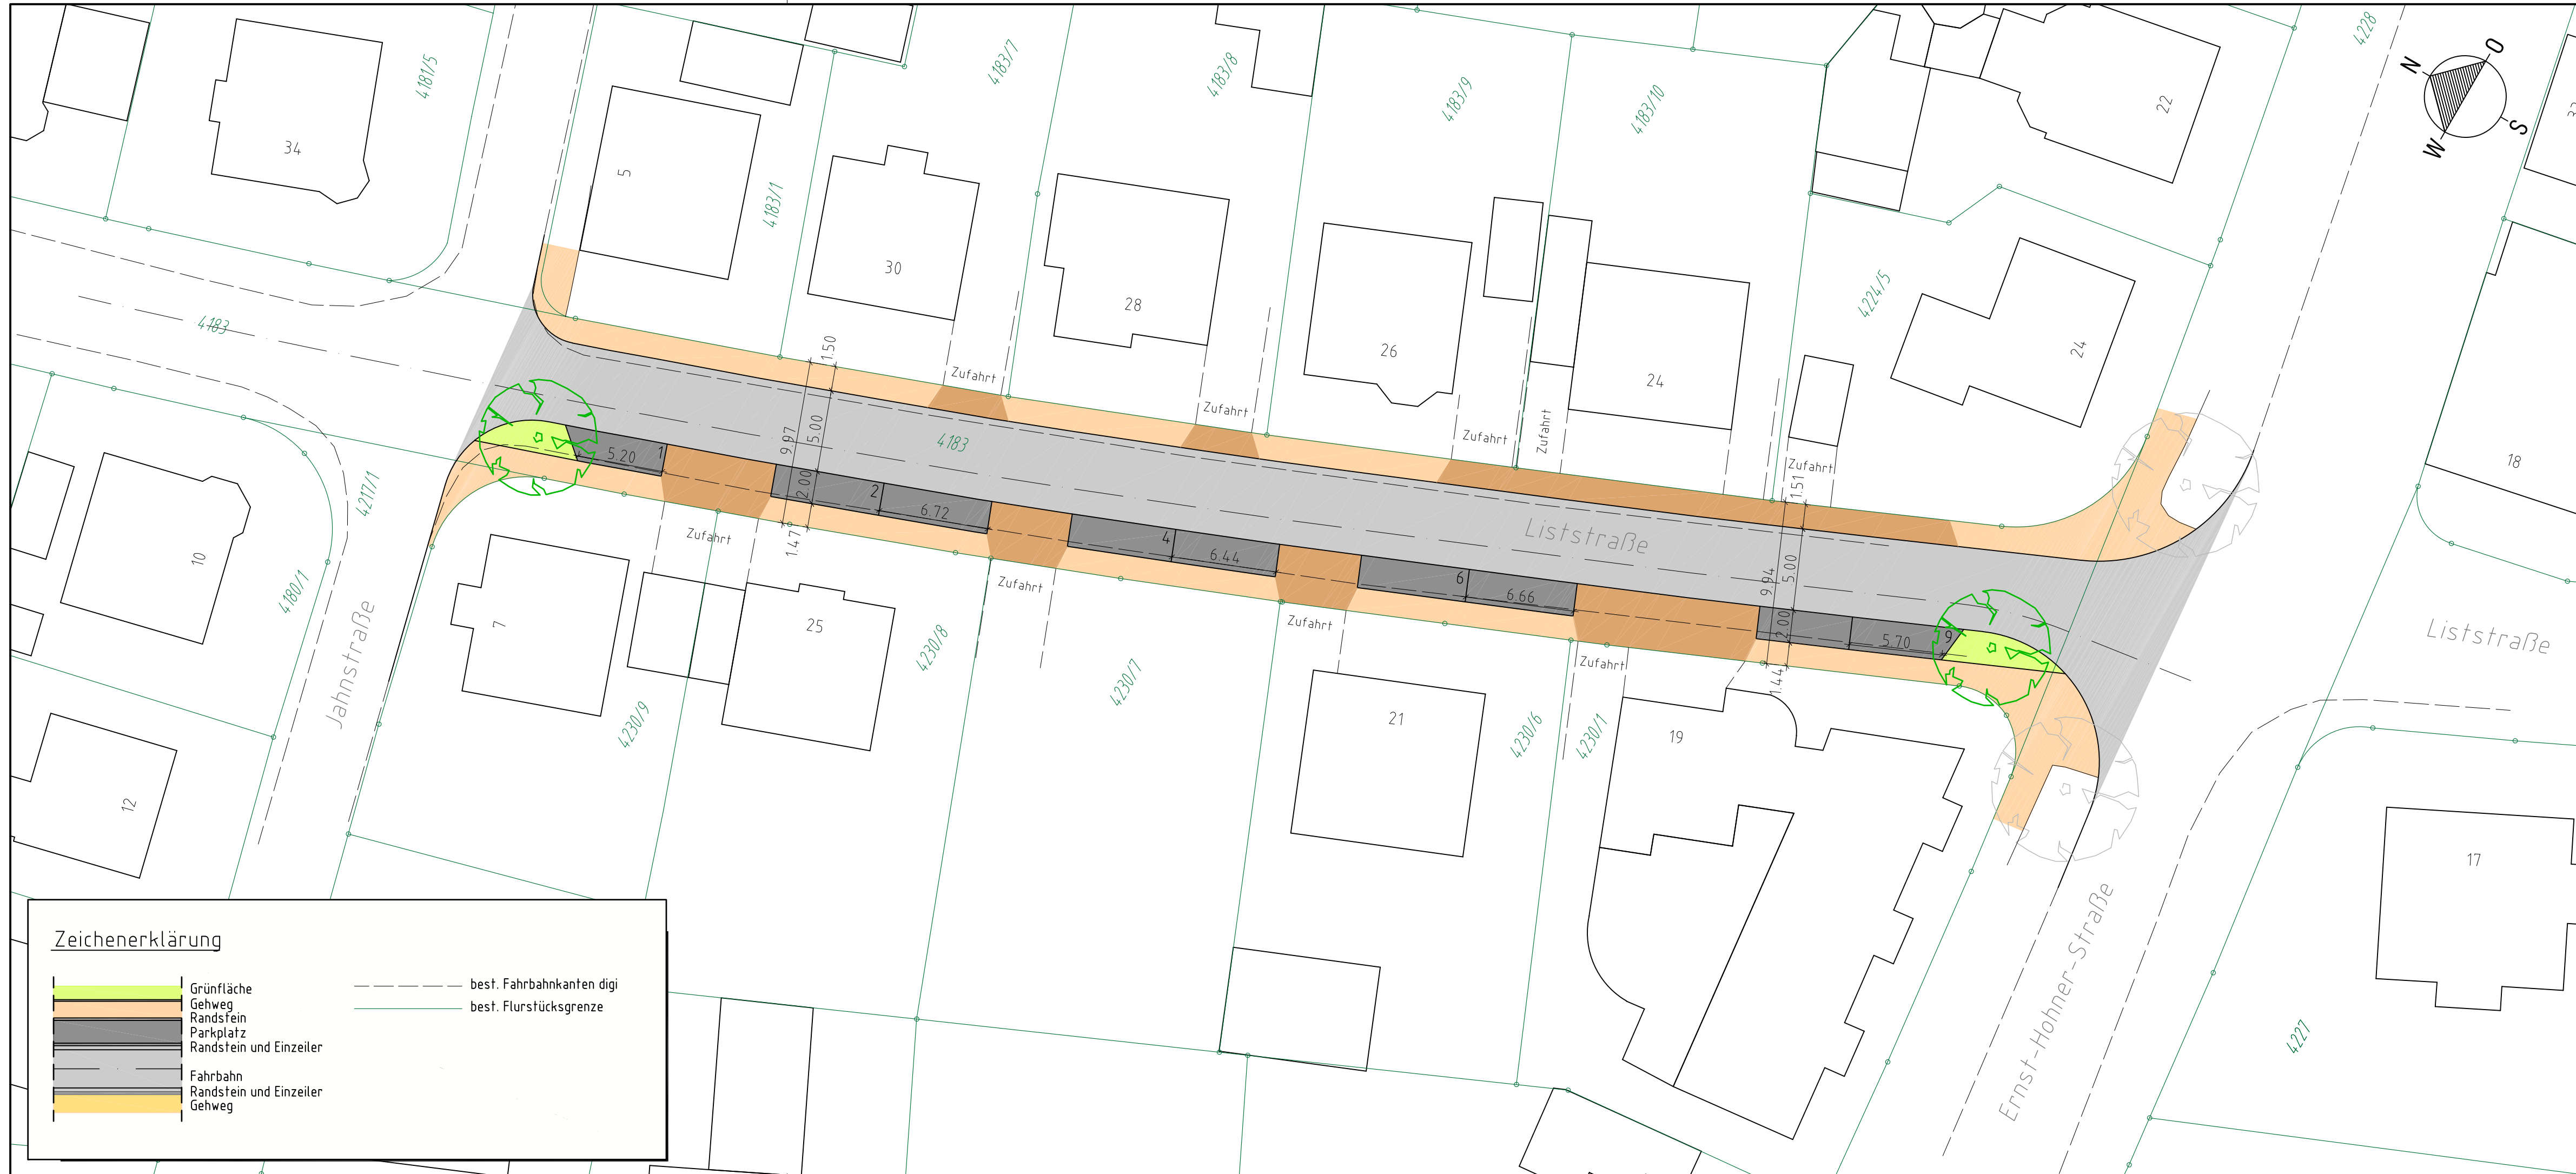 4181/5
4183/7
4183/8
4183/9
4183/10
4228
N
O
S
W
34
5
4183/1
30
28
26
24
22
4224/5
24
18
4183
Zufahrt
Zufahrt
Zufahrt
Zufahrt
Zufahrt
1.50
9.97
5.00
2.00
1.47
4183
Liststraße
1.51
9.94
5.00
2.00
1.44
5.20
1
2
6.72
4
6.44
6
6.66
5.70
9
Zufahrt
Zufahrt
Zufahrt
Zufahrt
Liststraße
4217/1
10
4180/1
Jahnstraße
7
25
4230/9
4230/8
4230/7
21
4230/6
4230/1
19
12
17
4227
Ernst-Hohner-Straße
Zeichenerklärung
Grünfläche
Gehweg
Randstein
Parkplatz
Randstein und Einzeiler
Fahrbahn
Randstein und Einzeiler
Gehweg
best. Fahrbahnkanten digi
best. Flurstücksgrenze